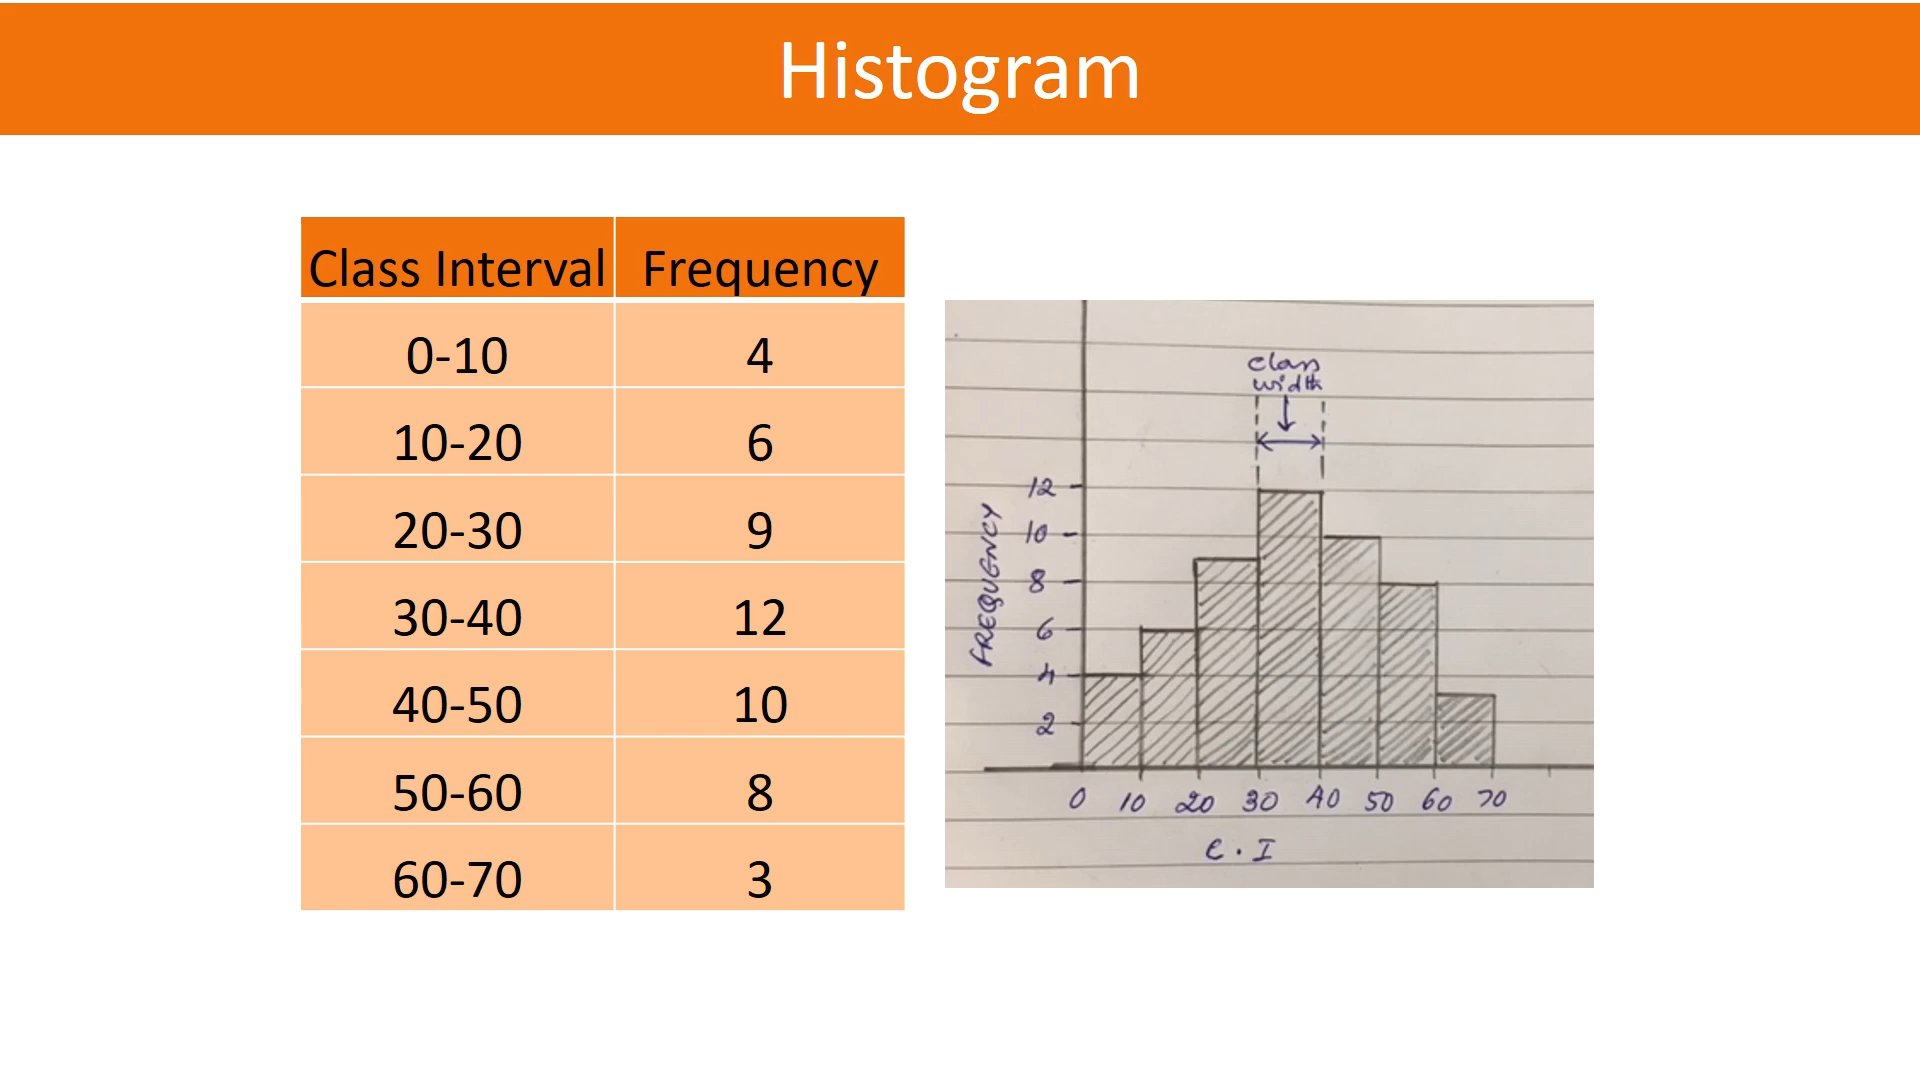 Histogram
Class Interval Frequency
0-10 4
10-20 6
20-30 9
30-40 12
40-50 10
50-60 8
60-70 3
class
width
12
10
8
6
4
2
FREQUENCY
0 10 20 30 40 50 60 70
C.I